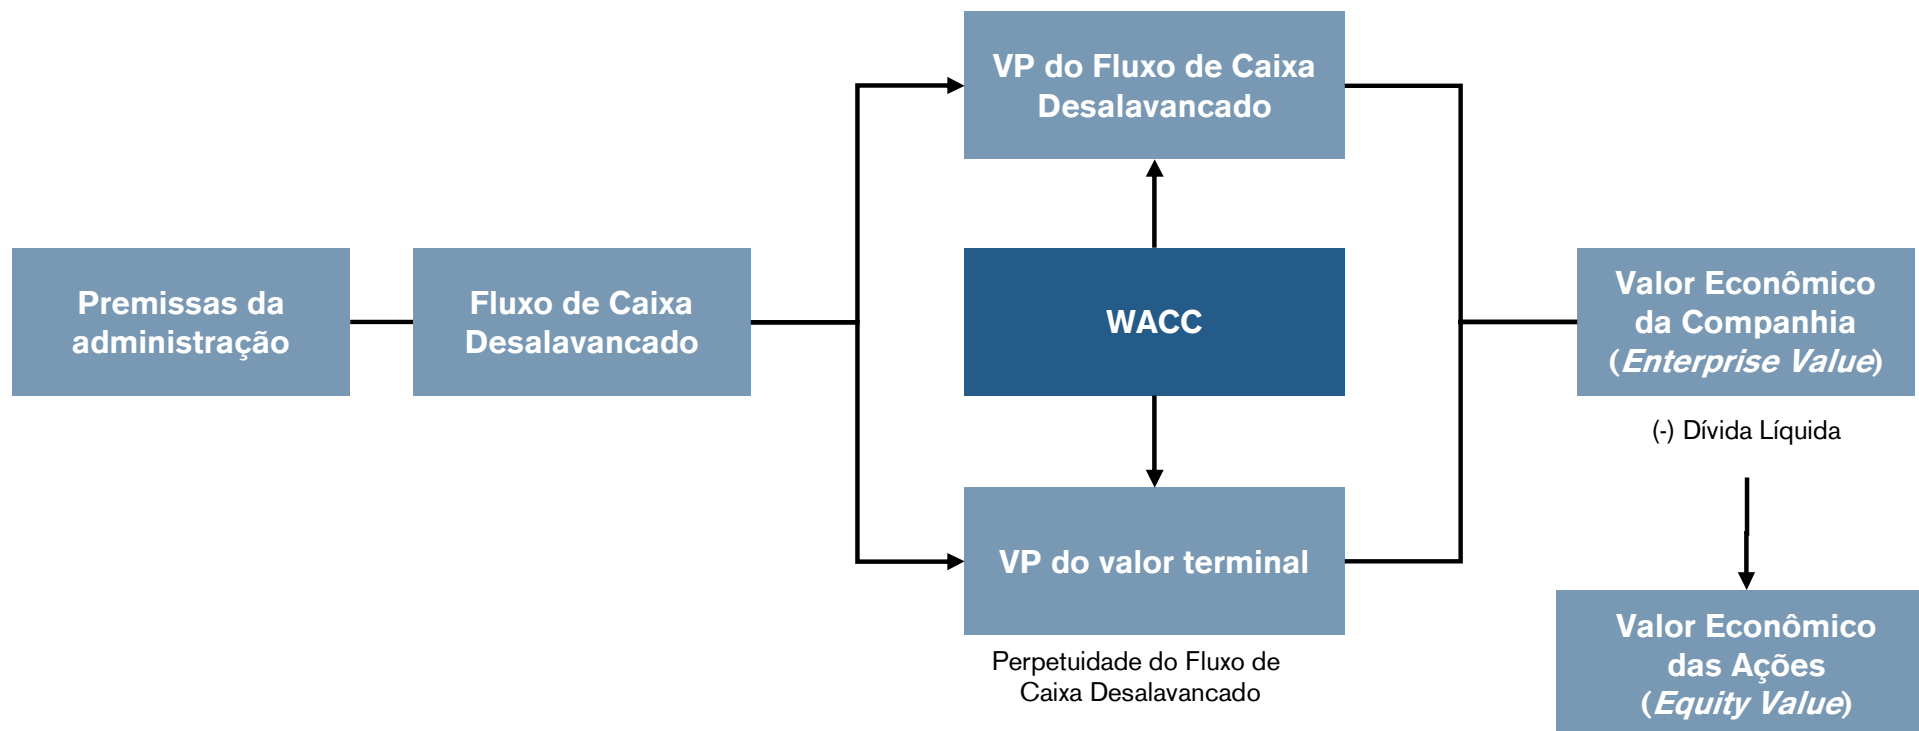 Premissas da
administração
Fluxo de Caixa
Desalavancado
VP do Fluxo de Caixa
Desalavancado
WACC
VP do valor terminal
Perpetuidade do Fluxo de
Caixa Desalavancado
Valor Econômico
da Companhia
(Enterprise Value)
(-) Dívida Líquida
Valor Econômico
das Ações
(Equity Value)